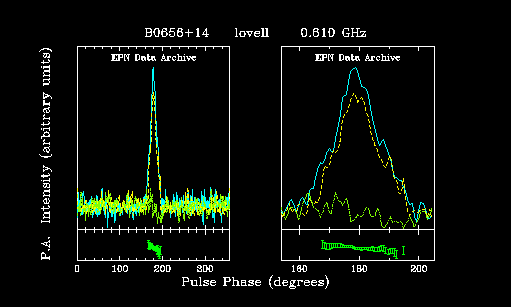 B0656+14 lovell 0.610 GHz
EPN Data Archive EPN Data Archive
Intensity (arbitrary units)
P.A.
0 100 200 300 160 180 200
Pulse Phase (degrees)